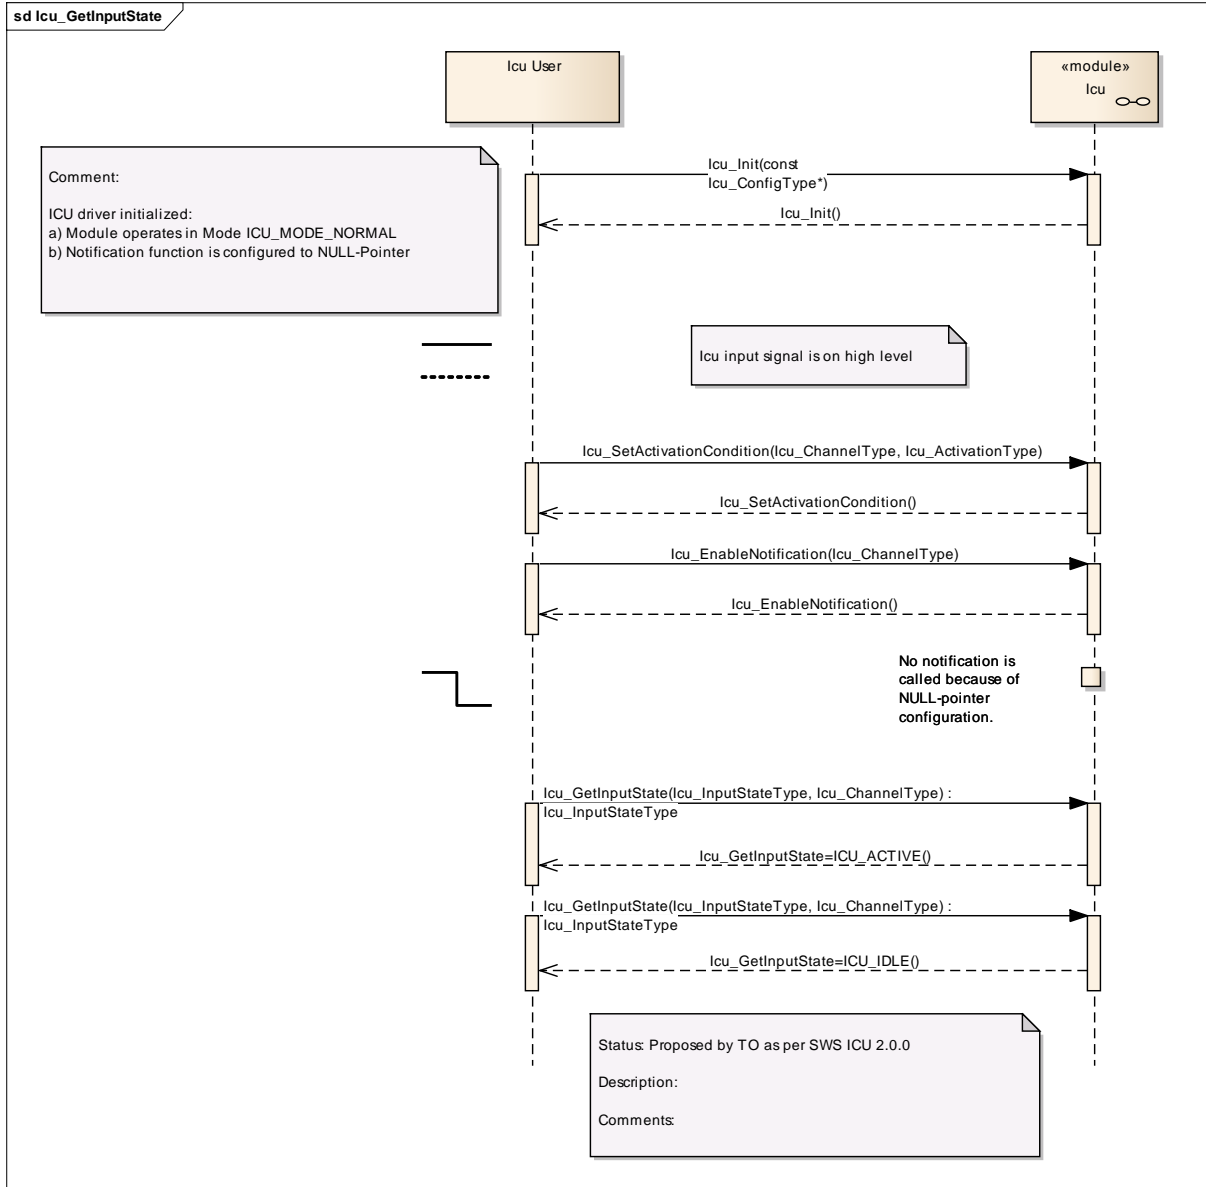 sd Icu_GetInputState
Icu User
«module»
Icu
Comment:
ICU driver initialized:
a) Module operates in Mode ICU_MODE_NORMAL
b) Notification function is configured to NULL-Pointer
Icu_Init(const
Icu_ConfigType*)
Icu_Init()
Icu input signal is on high level
Icu_SetActivationCondition(Icu_ChannelType, Icu_ActivationType)
Icu_SetActivationCondition()
Icu_EnableNotification(Icu_ChannelType)
Icu_EnableNotification()
No notification is
called because of
NULL-pointer
configuration.
Icu_GetInputState(Icu_InputStateType, Icu_ChannelType) :
Icu_InputStateType
Icu_GetInputState=ICU_ACTIVE()
Icu_GetInputState(Icu_InputStateType, Icu_ChannelType) :
Icu_InputStateType
Icu_GetInputState=ICU_IDLE()
Status: Proposed by TO as per SWS ICU 2.0.0
Description:
Comments: